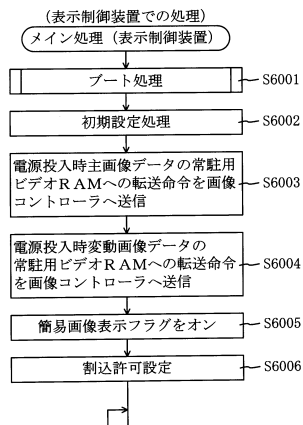 (表示制御装置での処理)
メイン処理(表示装置)
ブート処理
S6001
初期設定処理
S6002
電源投入時主画像データの常駐用
ビデオRAMへの転送命令を画像
コントローラへ送信
S6003
電源投入時変動画像データの
常駐用ビデオRAMへの転送命令
を画像コントローラへ送信
S6004
簡易画像表示フラグをオン
S6005
割込許可設定
S6006